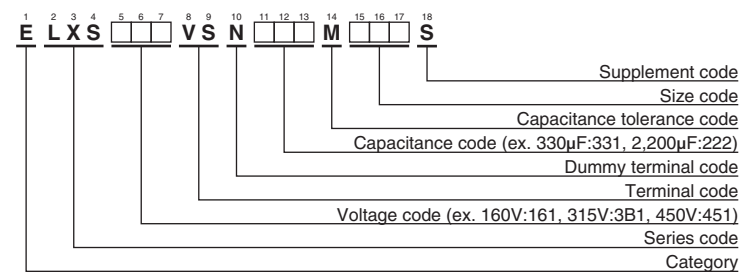 1 2 3 4 5 6 7 8 9 10 11 12 13 14 15 16 17 18
E L X S □□□ V S N □□□ M □□□ S
Supplement code
Size code
Capacitance tolerance code
Capacitance code (ex. 330µF:331, 2,200µF:222)
Dummy terminal code
Terminal code
Voltage code (ex. 160V:161, 315V:3B1, 450V:451)
Series code
Category